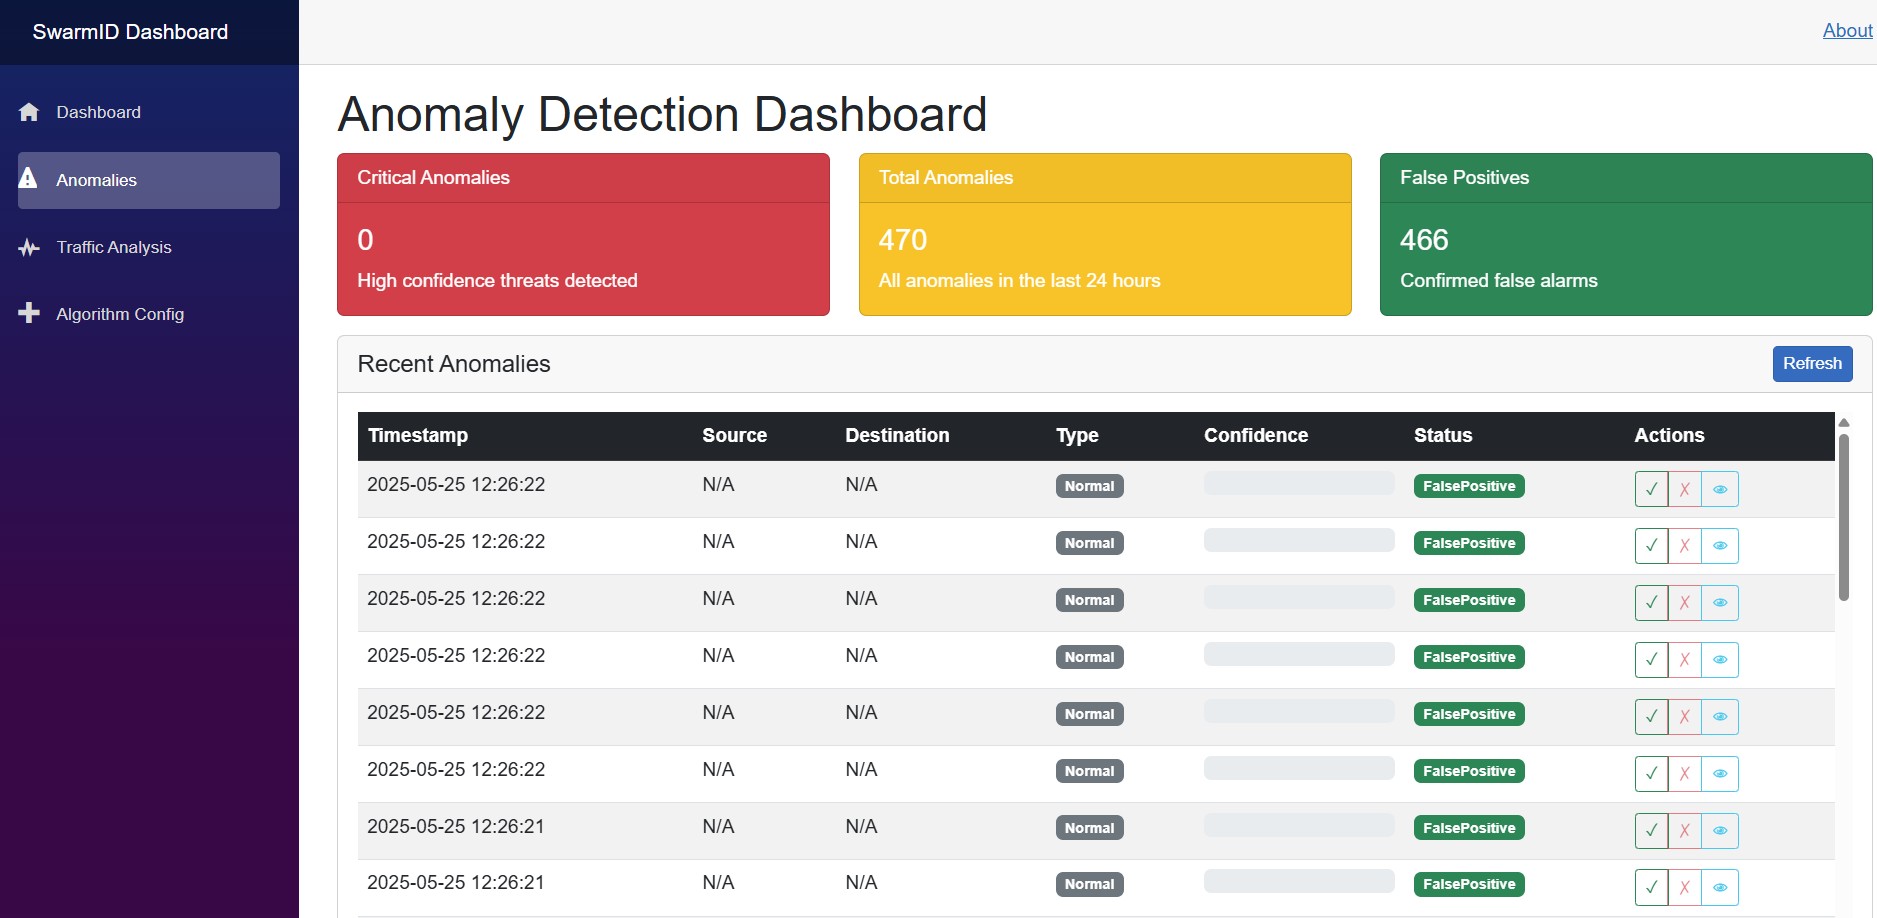 SwarmID Dashboard
About
Dashboard
Anomalies
Traffic Analysis
Algorithm Config
Anomaly Detection Dashboard
Critical Anomalies
0
High confidence threats detected
Total Anomalies
470
All anomalies in the last 24 hours
False Positives
466
Confirmed false alarms
Recent Anomalies
Refresh
Timestamp Source Destination Type Confidence Status Actions
2025-05-25 12:26:22 N/A N/A Normal FalsePositive
2025-05-25 12:26:22 N/A N/A Normal FalsePositive
2025-05-25 12:26:22 N/A N/A Normal FalsePositive
2025-05-25 12:26:22 N/A N/A Normal FalsePositive
2025-05-25 12:26:22 N/A N/A Normal FalsePositive
2025-05-25 12:26:22 N/A N/A Normal FalsePositive
2025-05-25 12:26:21 N/A N/A Normal FalsePositive
2025-05-25 12:26:21 N/A N/A Normal FalsePositive